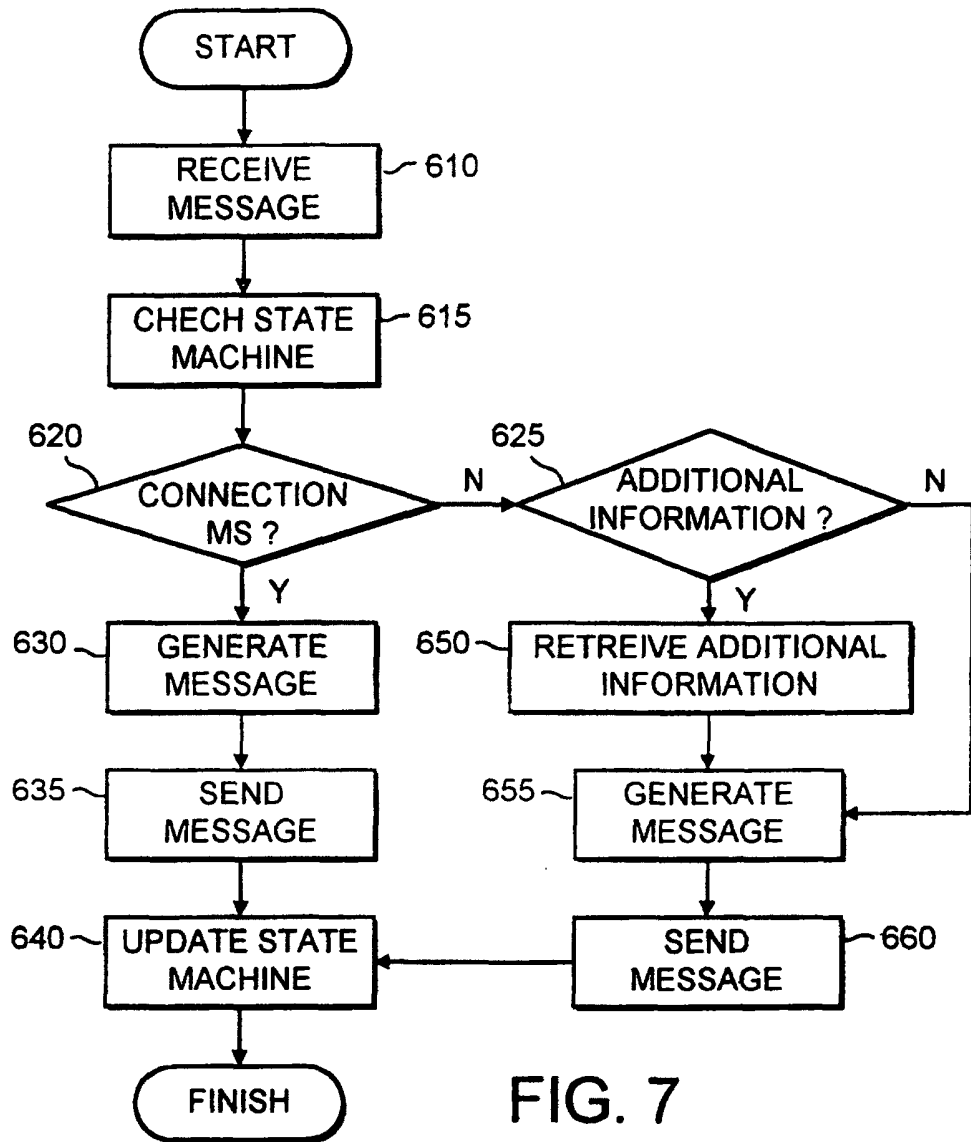 START
RECEIVE
MESSAGE
610
CHECH STATE
MACHINE
615
620
CONNECTION
MS ?
N
625
ADDITIONAL
INFORMATION ?
N
Y
Y
630
GENERATE
MESSAGE
650
RETREIVE ADDITIONAL
INFORMATION
635
SEND
MESSAGE
655
GENERATE
MESSAGE
640
UPDATE STATE
MACHINE
SEND
MESSAGE
660
FINISH
FIG. 7